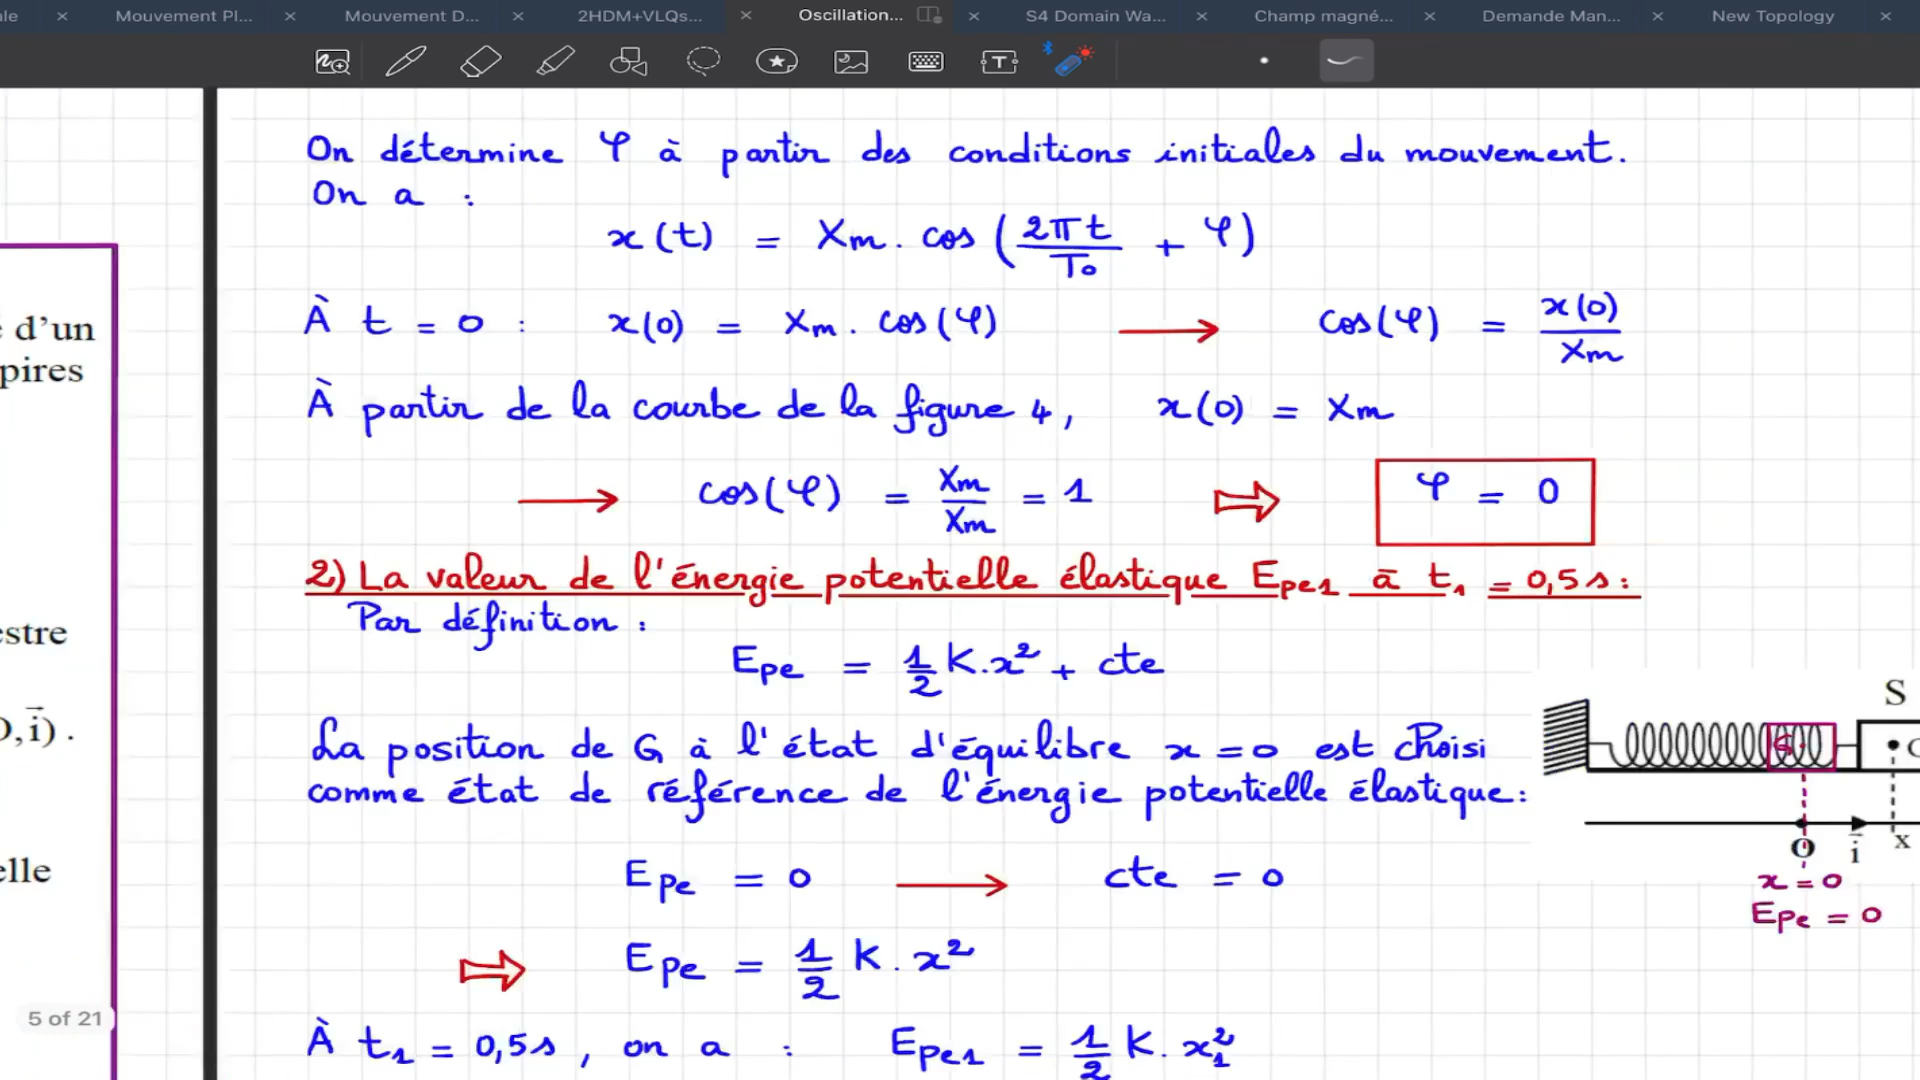 ale Mouvement Pl... Mouvement D... 2HDM+VLQs... Oscillation... S4 Domain Wa... Champ magné... Demande Man... New Topology
On détermine φ à partir des conditions initiales du mouvement.
On a :
x(t) = Xm. cos(2πt/T0 + φ)
À t = 0 : x(0) = Xm. cos(φ) → cos(φ) = x(0)/Xm
À partir de la courbe de la figure 4, x(0) = Xm
→ cos(φ) = Xm/Xm = 1 ⇒ φ = 0
2) La valeur de l'énergie potentielle élastique Epe1 à t1 = 0,5s:
Par définition :
Epe = 1/2 K.x² + cte
La position de G à l'état d'équilibre x = 0 est choisi
comme état de référence de l'énergie potentielle élastique:
Epe = 0 → cte = 0
⇒ Epe = 1/2 K . x²
À t1 = 0,5s , on a : Epe1 = 1/2 K. x1²
é d'un
pires
estre
O,i⃗) .
elle
5 of 21
S
G
O i⃗ x
x = 0
Epe = 0